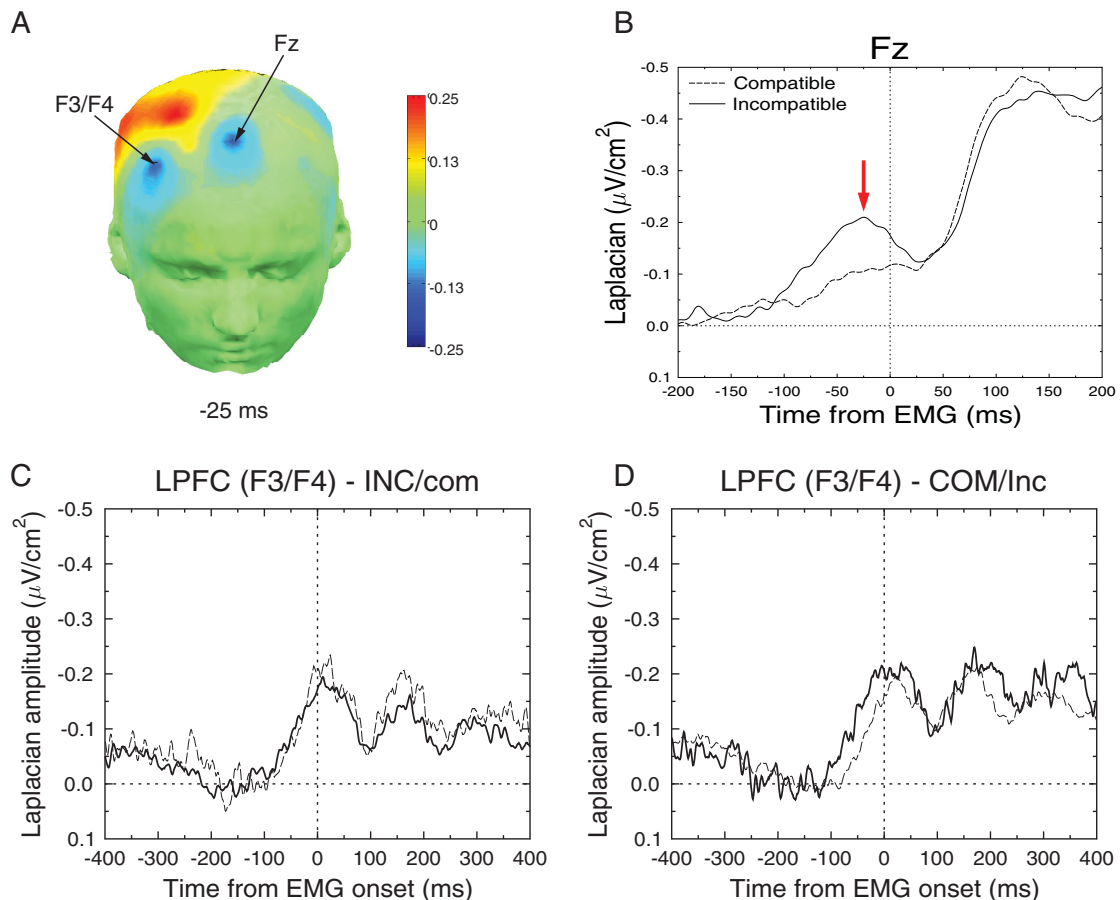 A
Fz
F3/F4
0.25
0.13
0
-0.13
-0.25
-25 ms
B
Fz
Compatible
Incompatible
Laplacian (μV/cm²)
-0.5
-0.4
-0.3
-0.2
-0.1
0.0
0.1
-200 -150 -100 -50 0 50 100 150 200
Time from EMG (ms)
C
LPFC (F3/F4) - INC/com
Laplacian amplitude (μV/cm²)
-0.5
-0.4
-0.3
-0.2
-0.1
0.0
0.1
-400 -300 -200 -100 0 100 200 300 400
Time from EMG onset (ms)
D
LPFC (F3/F4) - COM/Inc
Laplacian amplitude (μV/cm²)
-0.5
-0.4
-0.3
-0.2
-0.1
0.0
0.1
-400 -300 -200 -100 0 100 200 300 400
Time from EMG onset (ms)